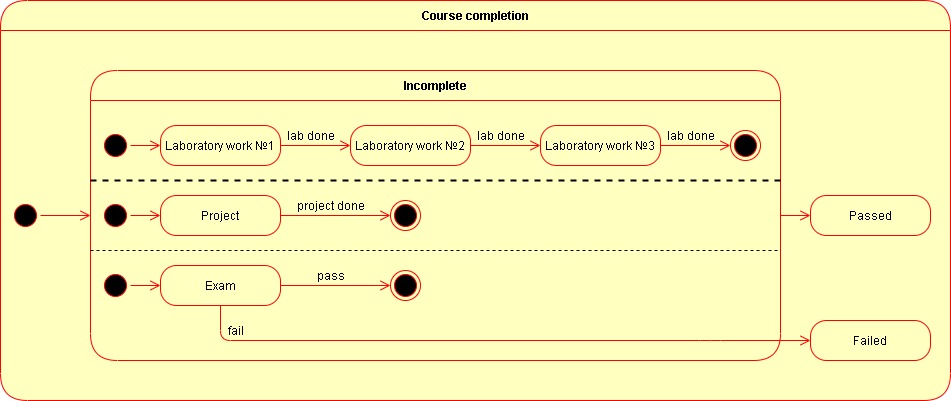 Course completion
Incomplete
Laboratory work №1
lab done
Laboratory work №2
lab done
Laboratory work №3
lab done
Project
project done
Passed
Exam
pass
fail
Failed